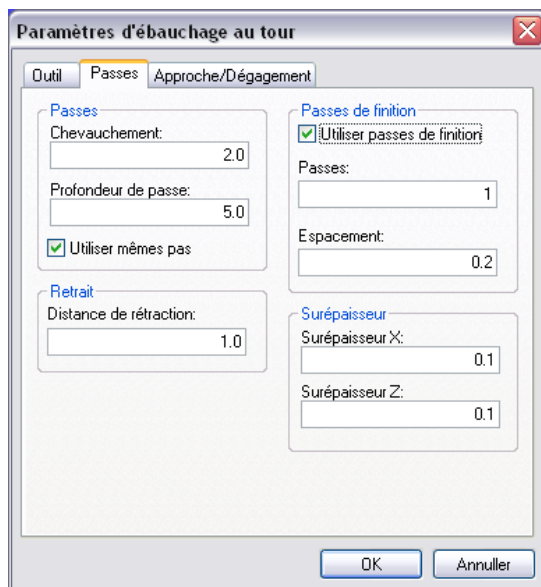 Paramètres d'ébauchage au tour
Outil Passes Approche/Dégagement
Passes
Chevauchement:
2.0
Profondeur de passe:
5.0
Utiliser mêmes pas
Retrait
Distance de rétraction:
1.0
Passes de finition
Utiliser passes de finition
Passes:
1
Espacement:
0.2
Surépaisseur
Surépaisseur X:
0.1
Surépaisseur Z:
0.1
OK Annuller